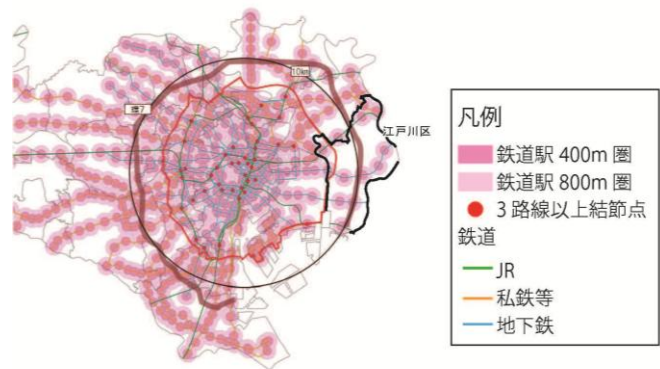 10km
環7
江戸川区
凡例
鉄道駅 400m 圏
鉄道駅 800m 圏
3 路線以上結節点
鉄道
JR
私鉄等
地下鉄